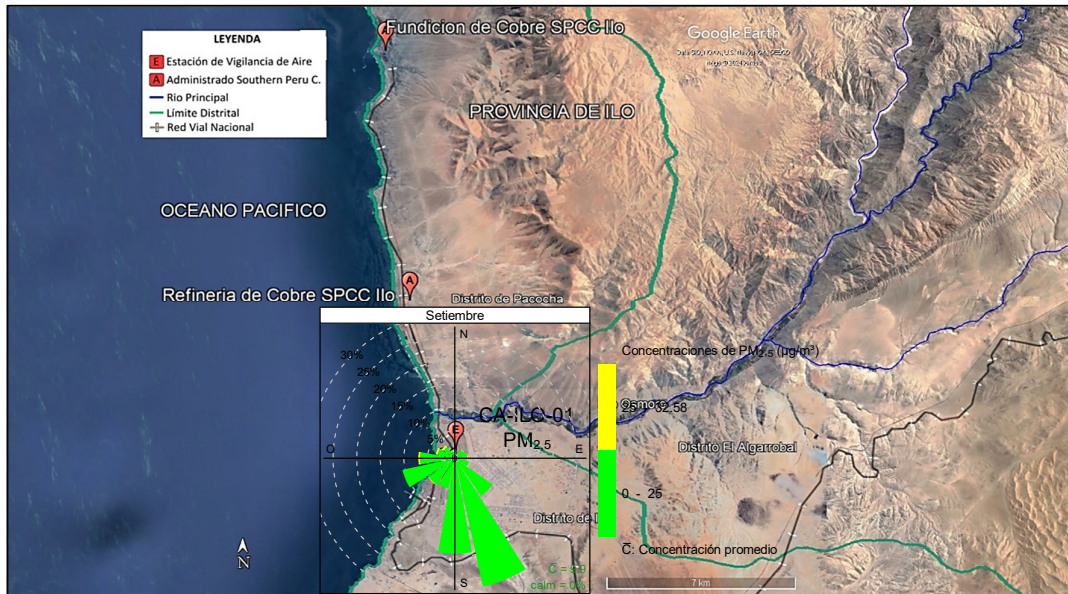 Fundicion de Cobre SPCC Ilo
Google Earth
LEYENDA
E Estación de Vigilancia de Aire
A Administrado Southern Peru C.
Rio Principal
Límite Distrital
Red Vial Nacional
A
PROVINCIA DE ILO
OCEANO PACIFICO
A
Refineria de Cobre SPCC Ilo
Distrito de Pacocha
Setiembre
N
30%
25%
20%
15%
10%
5%
E
CA-ILO-01
PM2.5
O
E
S
Concentraciones de PM2.5 (µg/m³)
Osmore
Distrito El Algarrobal
0 - 25
Distrito de
C̅: Concentración promedio
calm = 0%
7 km
N